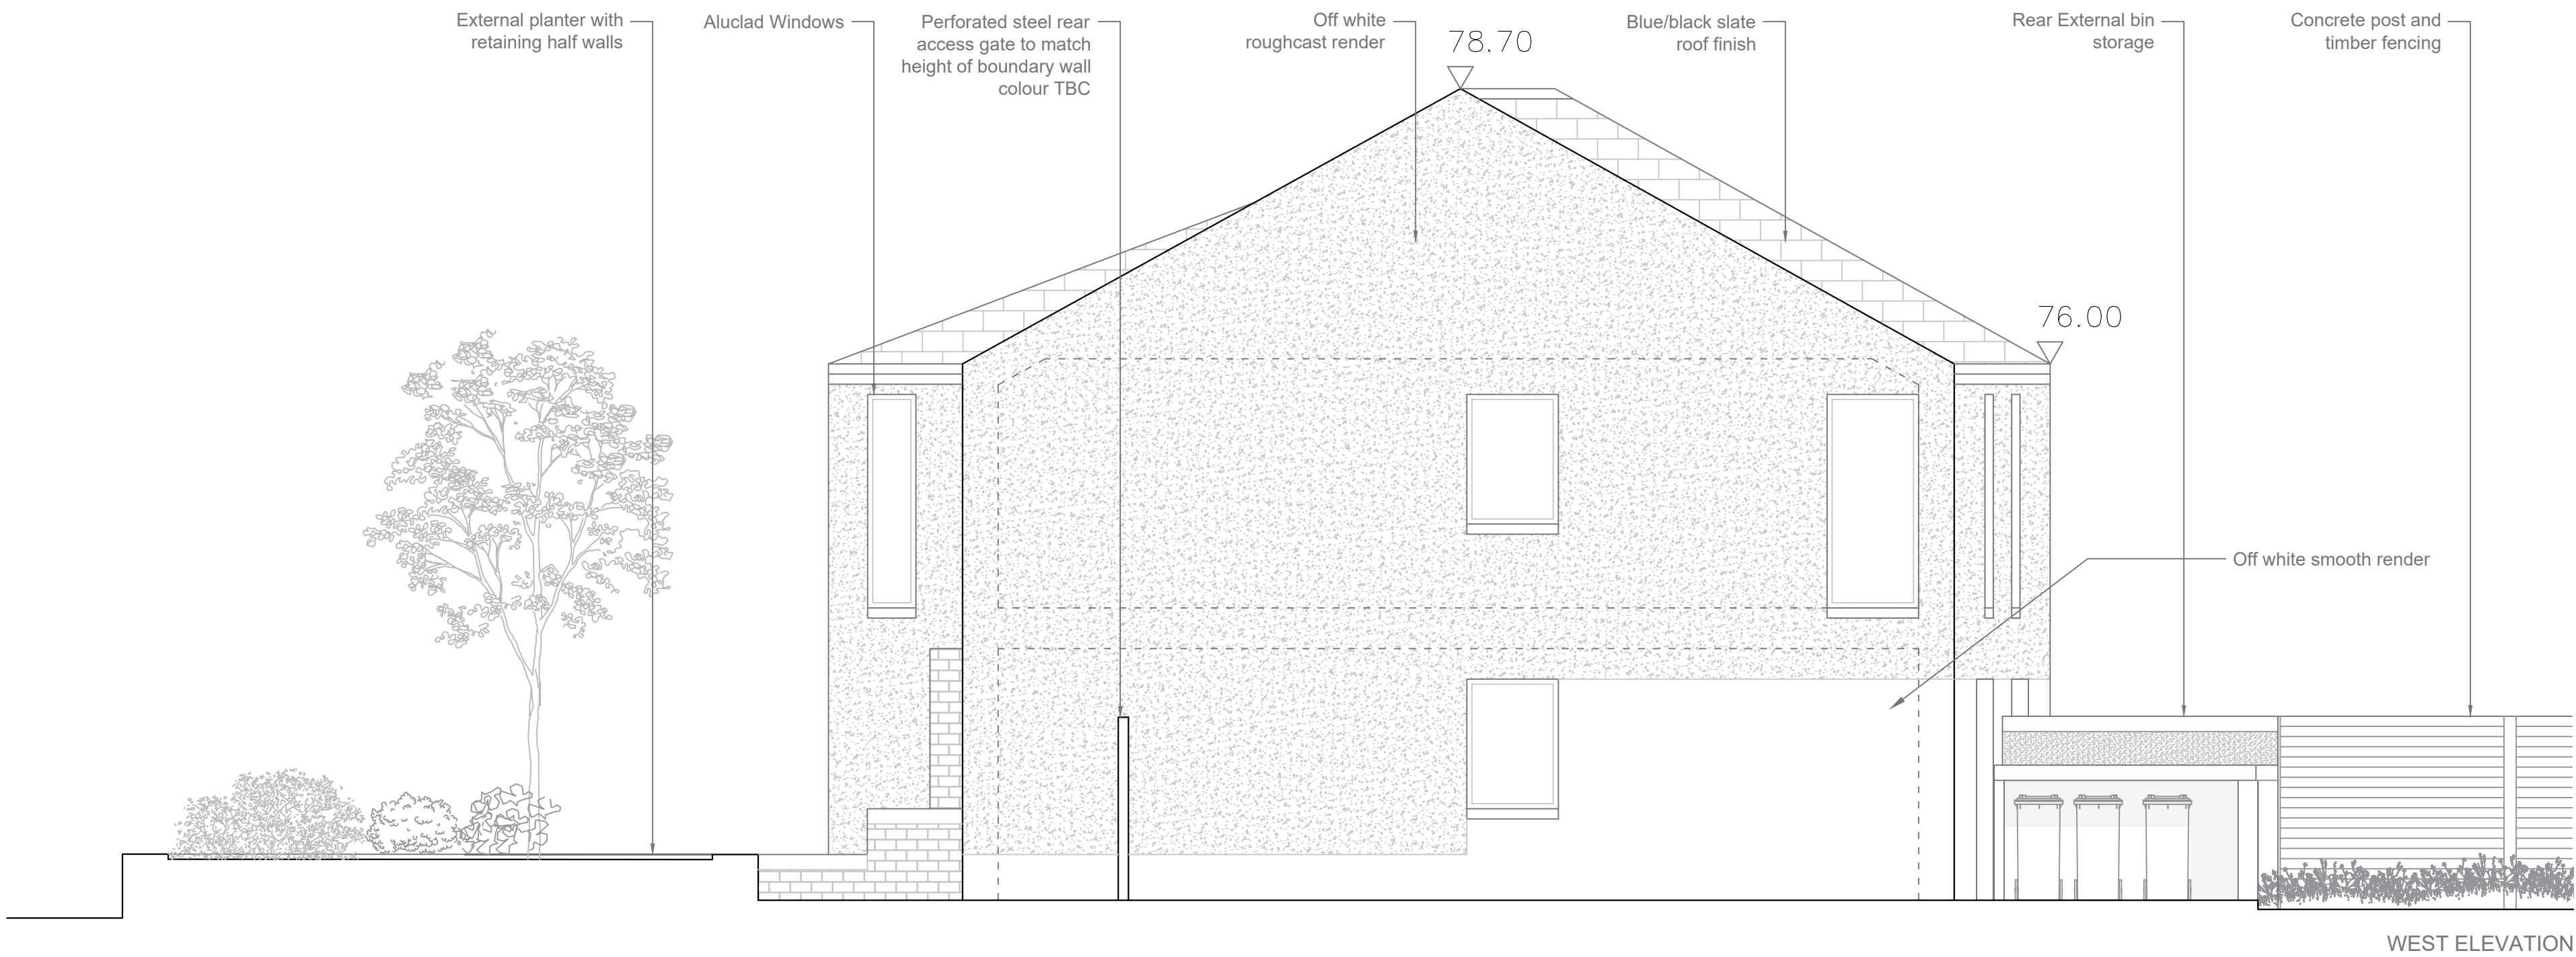 External planter with
retaining half walls
Aluclad Windows
Perforated steel rear
access gate to match
height of boundary wall
colour TBC
Off white
roughcast render
78.70
Blue/black slate
roof finish
Rear External bin
storage
Concrete post and
timber fencing
76.00
Off white smooth render
WEST ELEVATION